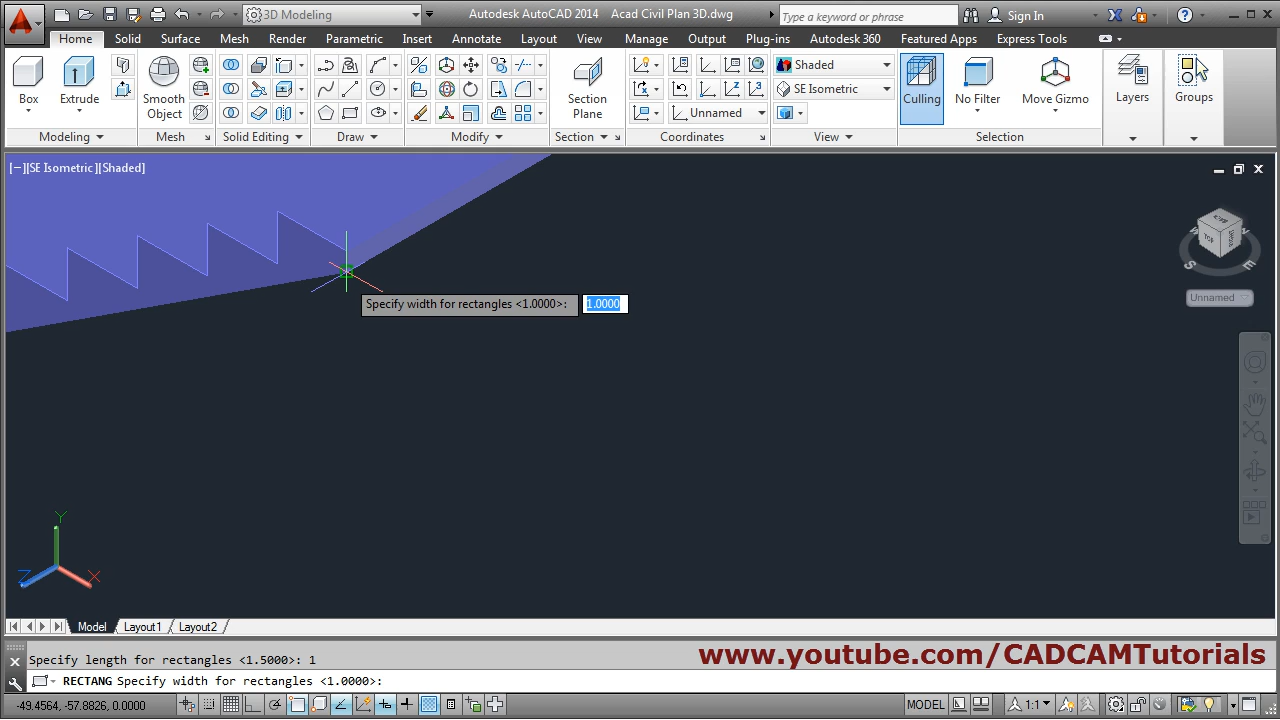 3D Modeling Autodesk AutoCAD 2014 Acad Civil Plan 3D.dwg Type a keyword or phrase Sign In
Home Solid Surface Mesh Render Parametric Insert Annotate Layout View Manage Output Plug-ins Autodesk 360 Featured Apps Express Tools
Box Extrude Smooth Object Section Plane Shaded SE Isometric Unnamed Culling No Filter Move Gizmo Layers Groups
Modeling Mesh Solid Editing Draw Modify Section Coordinates View Selection
[−][SE Isometric][Shaded]
TOP
W
S
E
Unnamed
Specify width for rectangles <1.0000>: 1.0000
Y
Z X
Model Layout1 Layout2
Specify length for rectangles <1.5000>: 1
www.youtube.com/CADCAMTutorials
RECTANG Specify width for rectangles <1.0000>:
-49.4564, -57.8826, 0.0000 MODEL 1:1